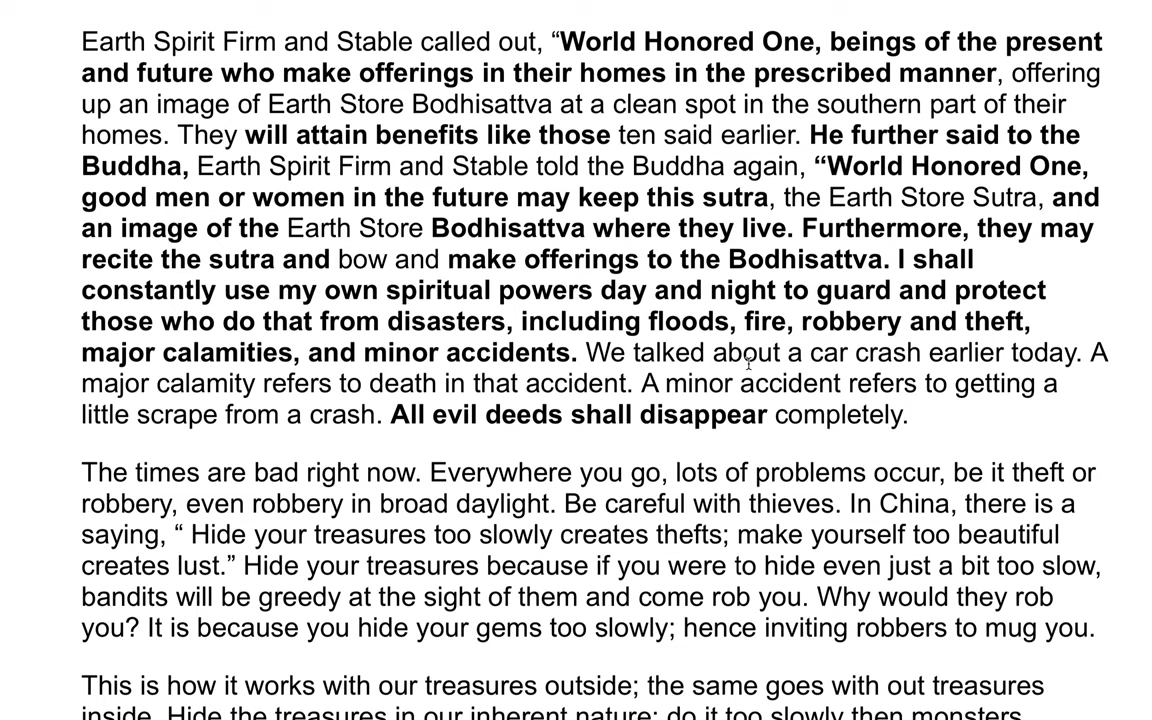 Earth Spirit Firm and Stable called out, “World Honored One, beings of the present
and future who make offerings in their homes in the prescribed manner, offering
up an image of Earth Store Bodhisattva at a clean spot in the southern part of their
homes. They will attain benefits like those ten said earlier. He further said to the
Buddha, Earth Spirit Firm and Stable told the Buddha again, “World Honored One,
good men or women in the future may keep this sutra, the Earth Store Sutra, and
an image of the Earth Store Bodhisattva where they live. Furthermore, they may
recite the sutra and bow and make offerings to the Bodhisattva. I shall
constantly use my own spiritual powers day and night to guard and protect
those who do that from disasters, including floods, fire, robbery and theft,
major calamities, and minor accidents. We talked about a car crash earlier today. A
major calamity refers to death in that accident. A minor accident refers to getting a
little scrape from a crash. All evil deeds shall disappear completely.
The times are bad right now. Everywhere you go, lots of problems occur, be it theft or
robbery, even robbery in broad daylight. Be careful with thieves. In China, there is a
saying, “ Hide your treasures too slowly creates thefts; make yourself too beautiful
creates lust.” Hide your treasures because if you were to hide even just a bit too slow,
bandits will be greedy at the sight of them and come rob you. Why would they rob
you? It is because you hide your gems too slowly; hence inviting robbers to mug you.
This is how it works with our treasures outside; the same goes with out treasures
inside. Hide the treasures in our inherent nature; do it too slowly then monsters